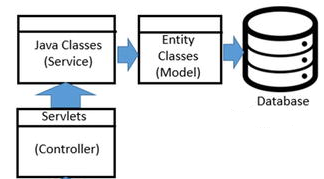 Java Classes
(Service)
Entity
Classes
(Model)
Database
Servlets
(Controller)